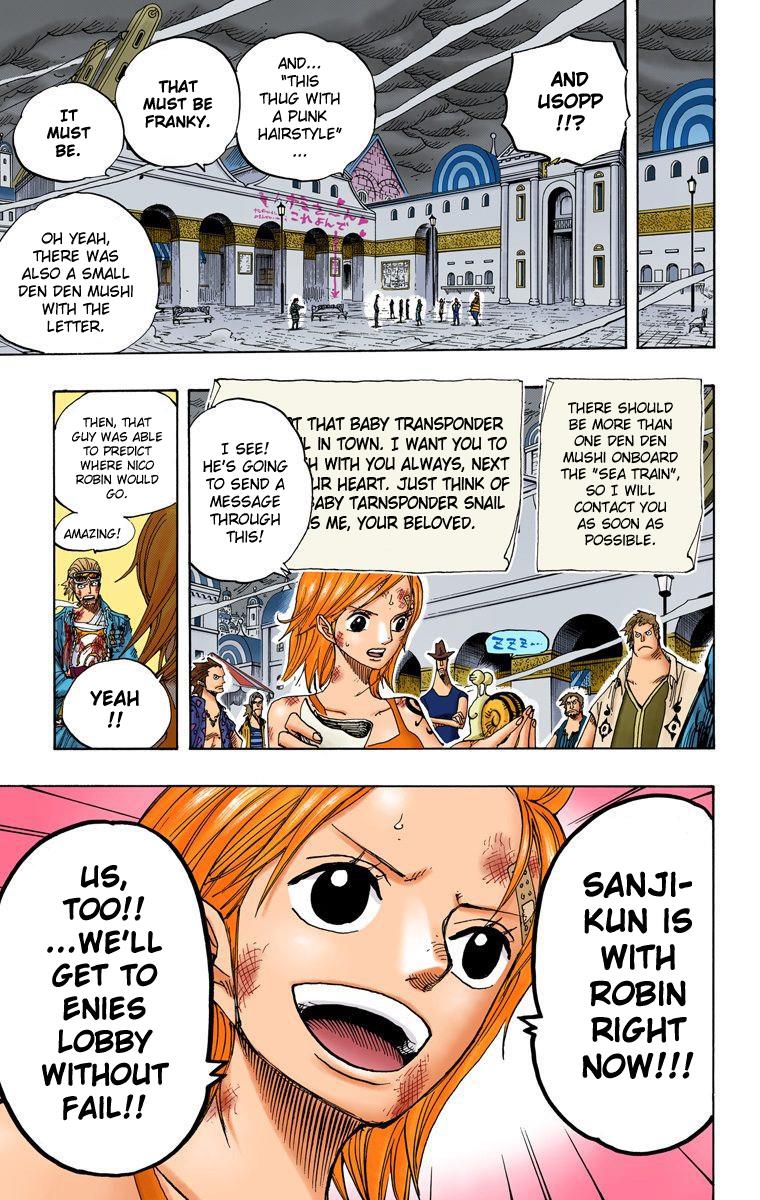 AND
USOPP
!!?
AND...
"THIS
THUG WITH
A PUNK
HAIRSTYLE"
...
THAT
MUST BE
FRANKY.
IT
MUST
BE.
OH YEAH,
THERE WAS
ALSO A SMALL
DEN DEN MUSHI
WITH THE
LETTER.
THERE SHOULD
BE MORE THAN
ONE DEN DEN
MUSHI ONBOARD
THE "SEA TRAIN",
SO I WILL
CONTACT YOU
AS SOON AS
POSSIBLE.
THAT BABY TRANSPONDER
IN TOWN. I WANT YOU TO
WITH YOU ALWAYS, NEXT
HEART. JUST THINK OF
BABY TARNSPONDER SNAIL
ME, YOUR BELOVED.
I SEE!
HE'S GOING
TO SEND A
MESSAGE
THROUGH
THIS!
ZZZ...
THEN, THAT
GUY WAS ABLE
TO PREDICT
WHERE NICO
ROBIN WOULD
GO.
AMAZING!
YEAH
!!
SANJI-
KUN IS
WITH
ROBIN
RIGHT
NOW!!!
US,
TOO!!
...WE'LL
GET TO
ENIES
LOBBY
WITHOUT
FAIL!!